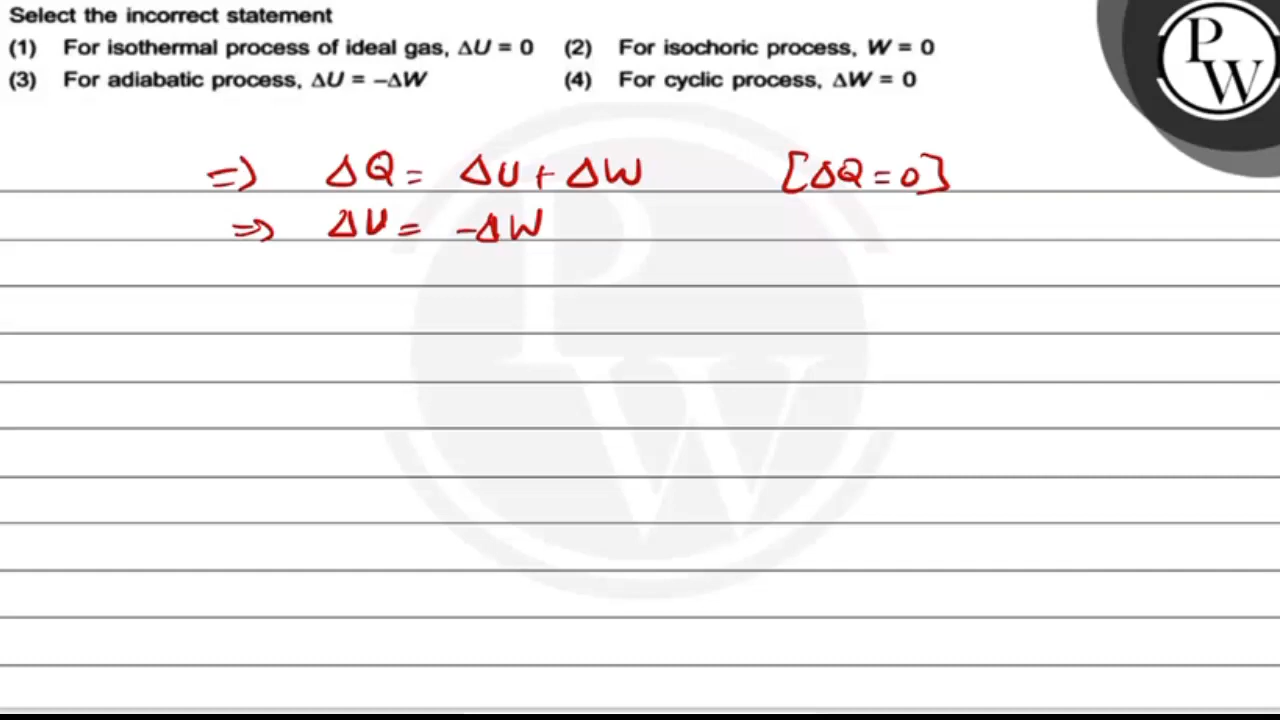 Select the incorrect statement
(1) For isothermal process of ideal gas, ΔU = 0 (2) For isochoric process, W = 0
(3) For adiabatic process, ΔU = –ΔW (4) For cyclic process, ΔW = 0
PW
⇒ ΔQ = ΔU + ΔW [ΔQ = 0]
⇒ ΔU = -ΔW
PW